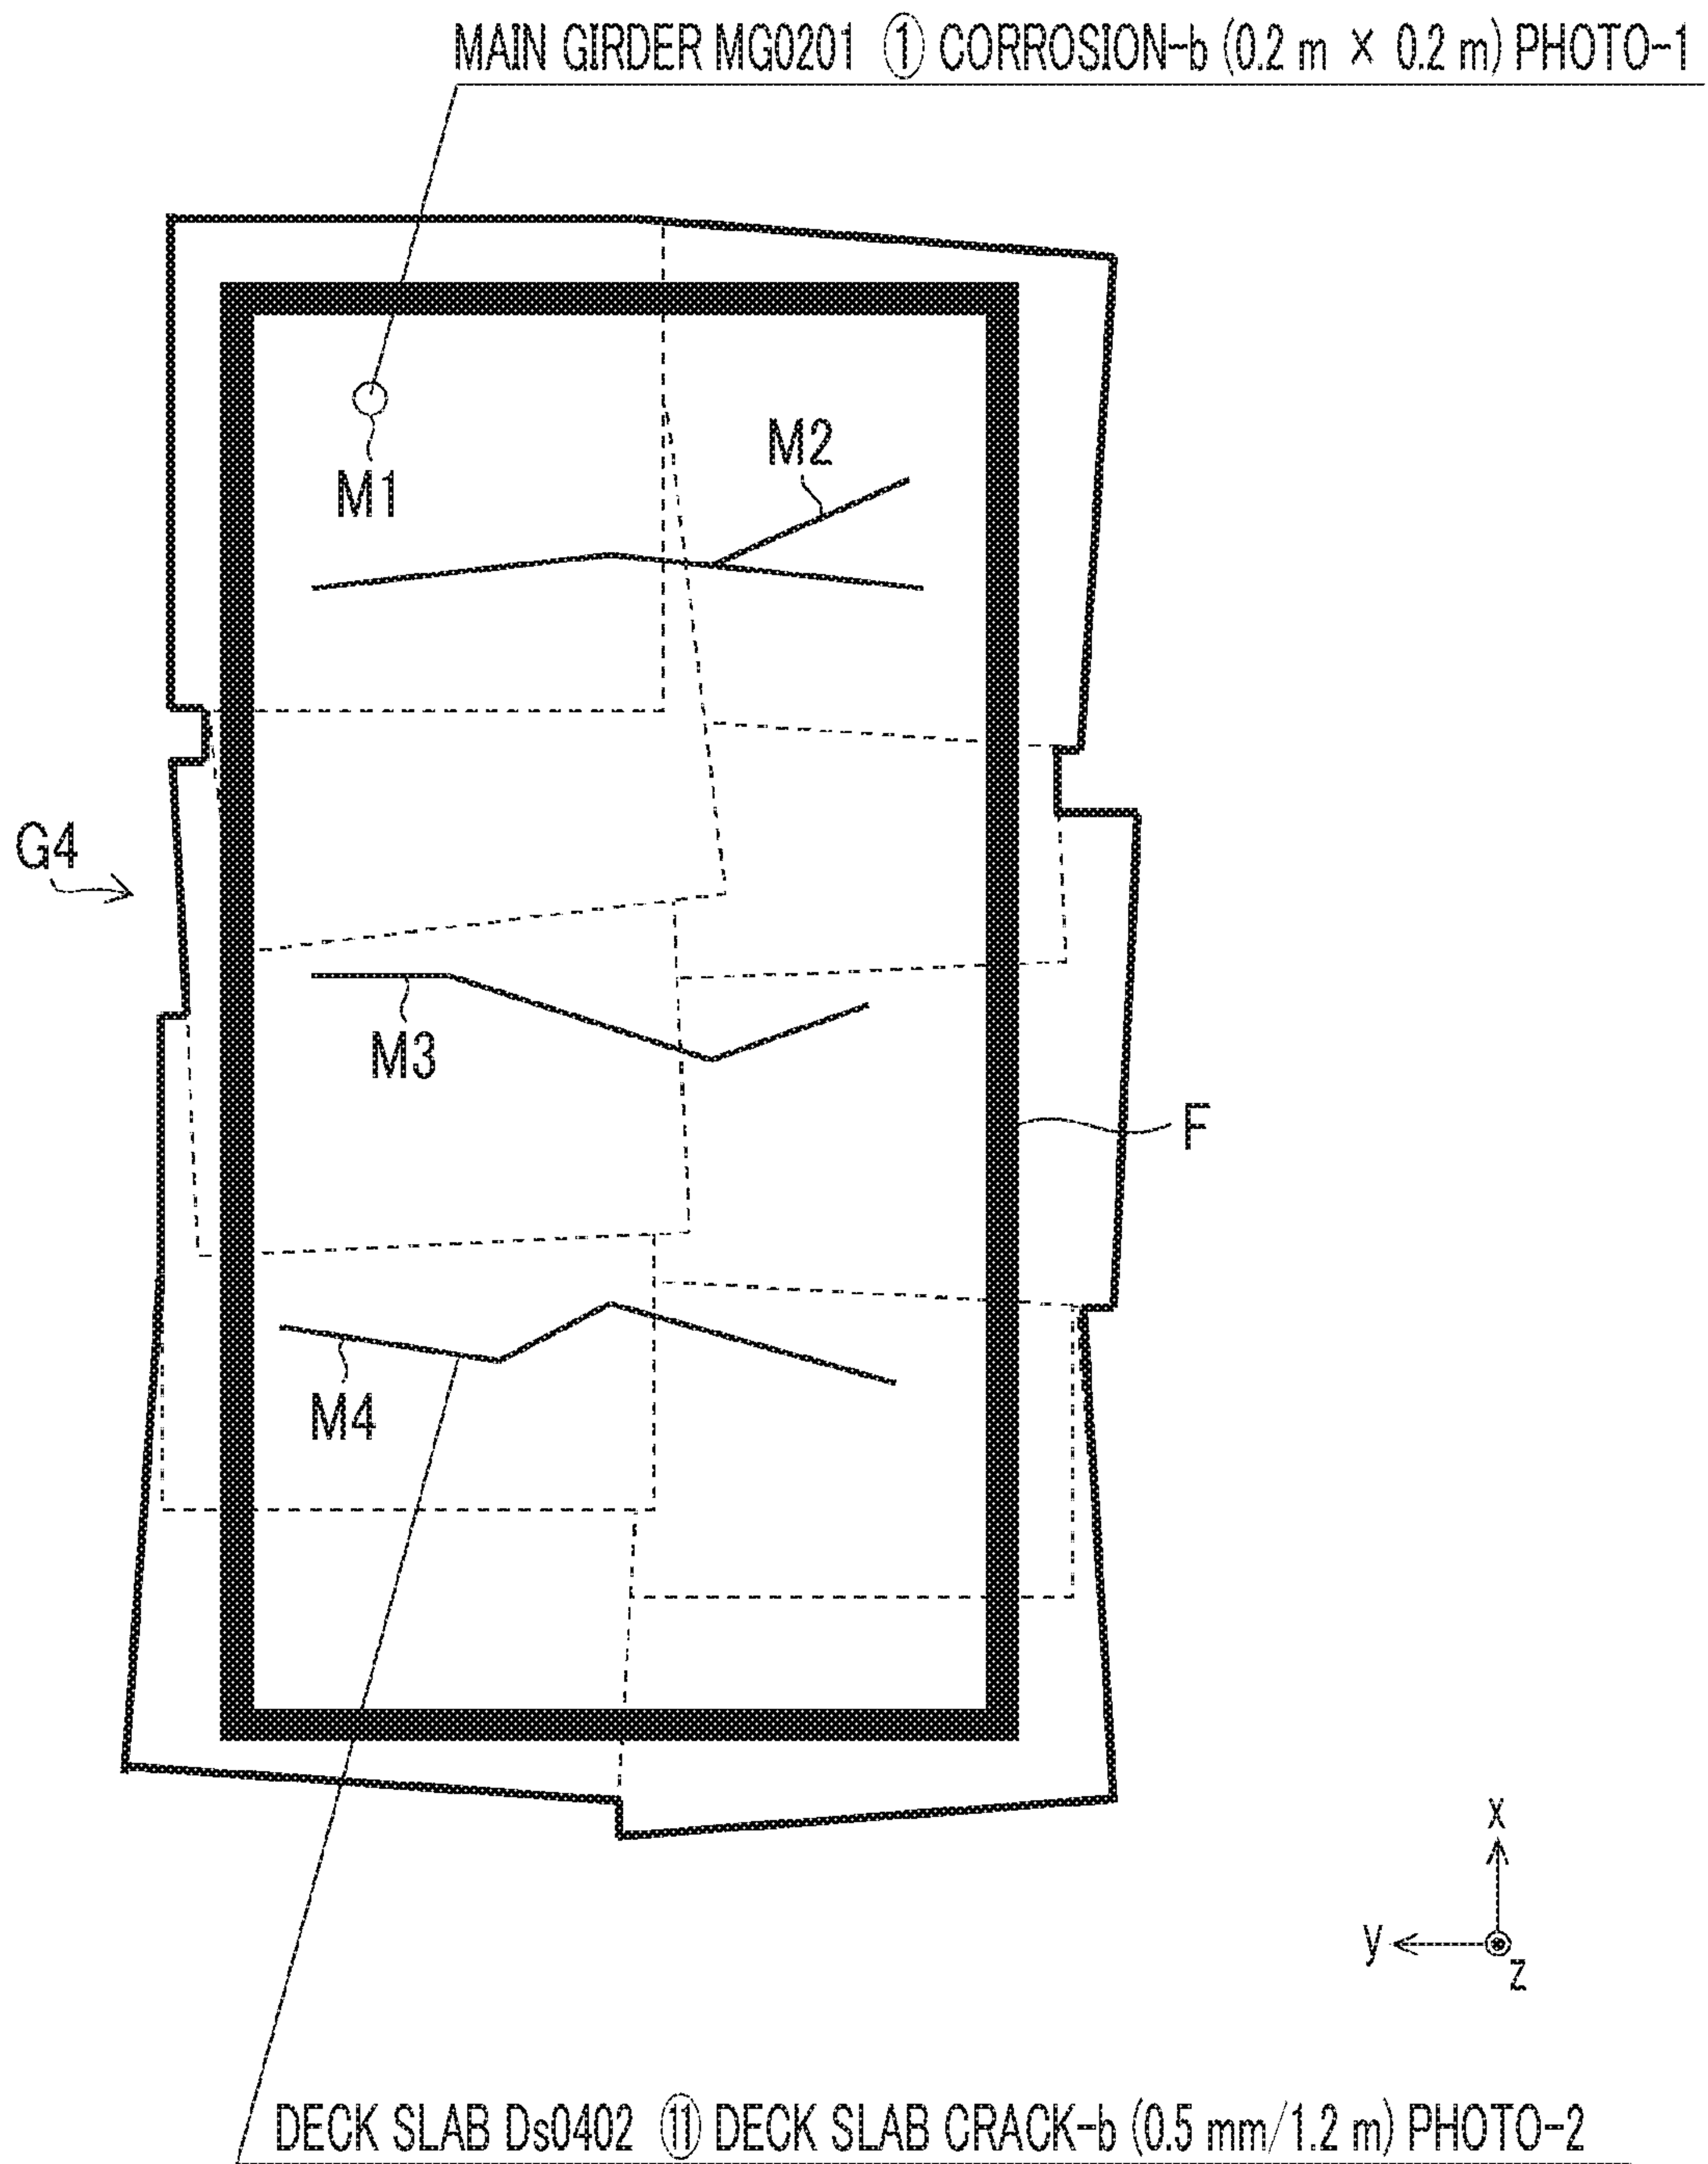 MAIN GIRDER MG0201 ① CORROSION-b (0.2 m × 0.2 m) PHOTO-1
M1
M2
G4
M3
F
M4
x
y
z
DECK SLAB Ds0402 ⑪ DECK SLAB CRACK-b (0.5 mm/1.2 m) PHOTO-2